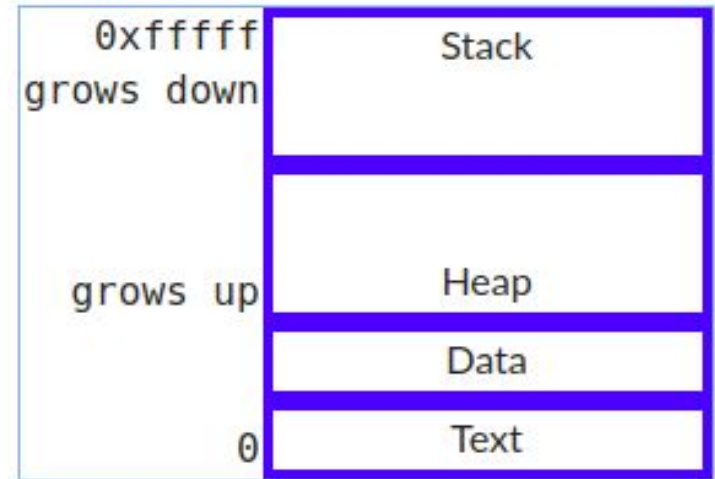 0xfffff
Stack
grows down
grows up
Heap
Data
0
Text